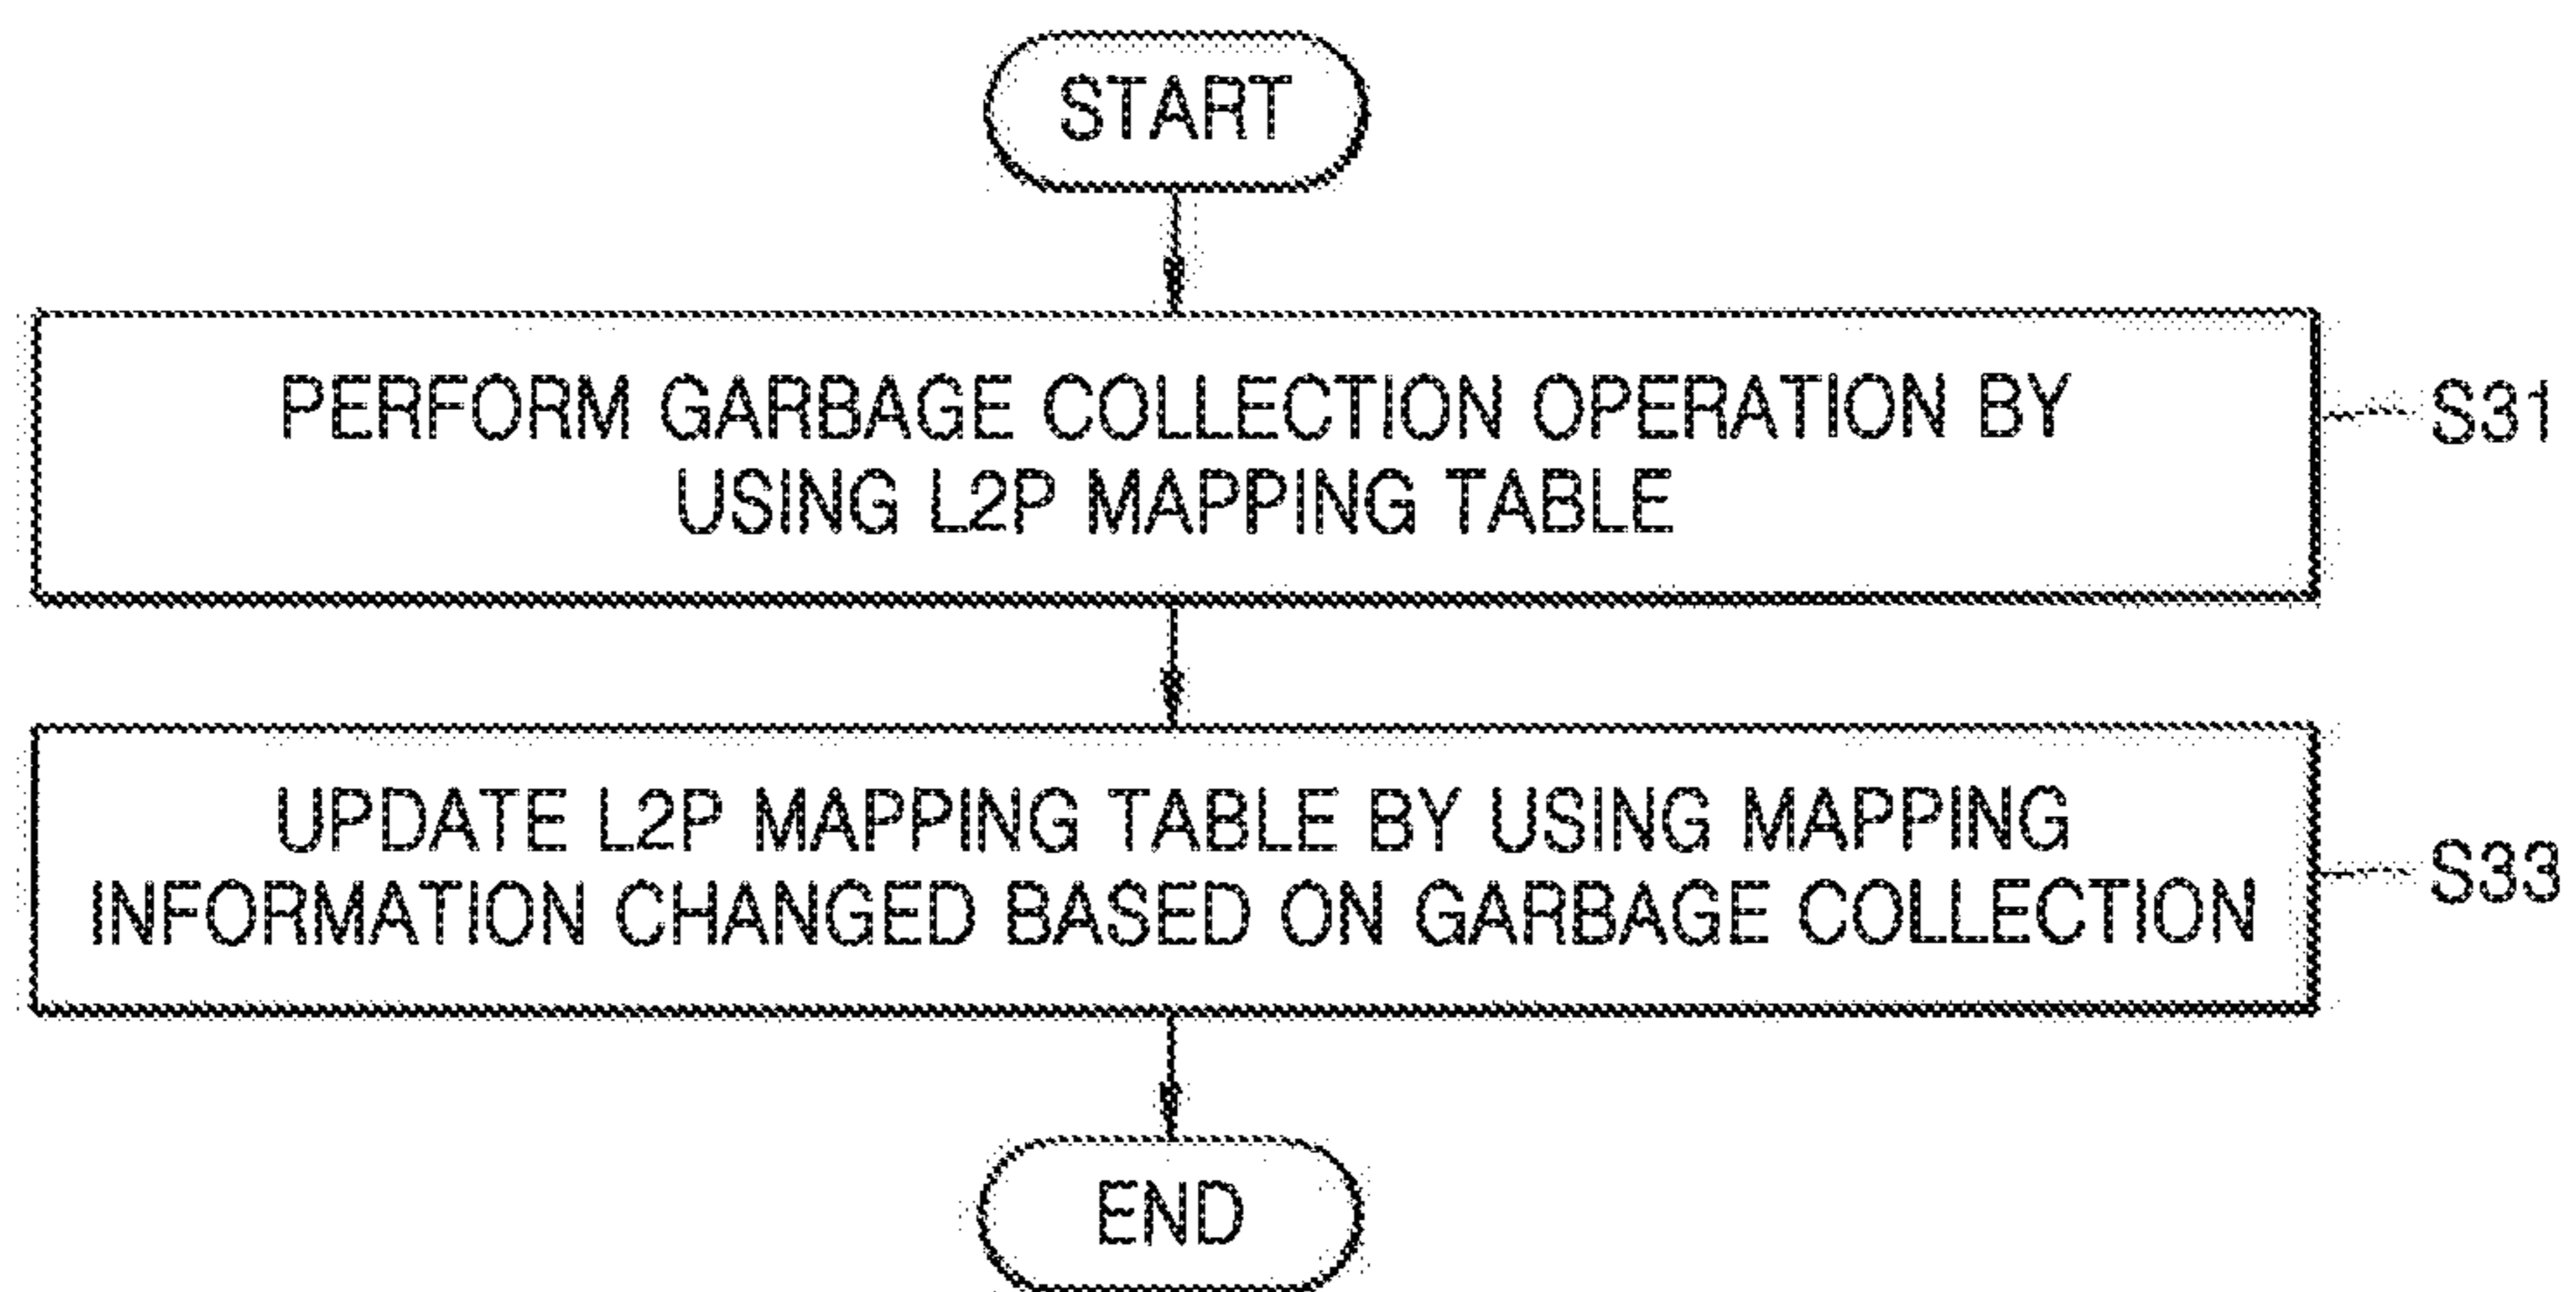 START
PERFORM GARBAGE COLLECTION OPERATION BY
USING L2P MAPPING TABLE
S31
UPDATE L2P MAPPING TABLE BY USING MAPPING
INFORMATION CHANGED BASED ON GARBAGE COLLECTION
S33
END